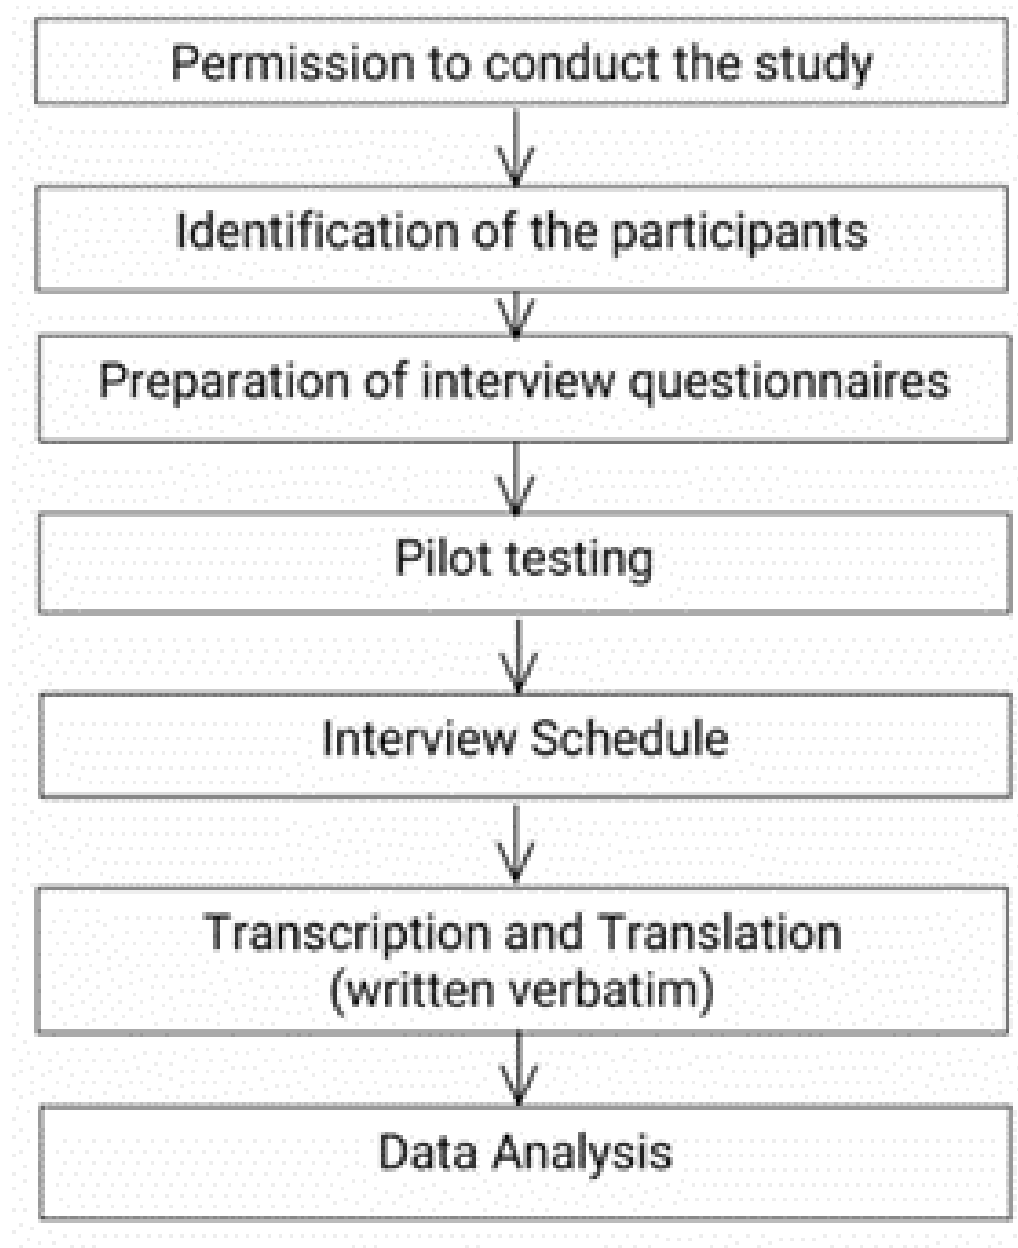 Permission to conduct the study
Identification of the participants
Preparation of interview questionnaires
Pilot testing
Interview Schedule
Transcription and Translation
(written verbatim)
Data Analysis